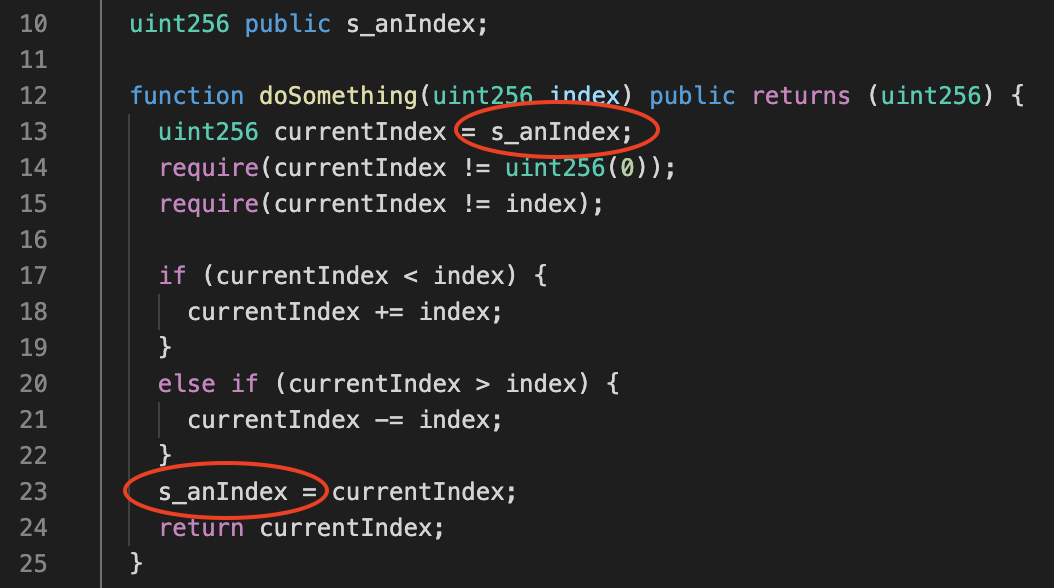 10 uint256 public s_anIndex;
11
12 function doSomething(uint256 index) public returns (uint256) {
13 uint256 currentIndex = s_anIndex;
14 require(currentIndex != uint256(0));
15 require(currentIndex != index);
16
17 if (currentIndex < index) {
18 currentIndex += index;
19 }
20 else if (currentIndex > index) {
21 currentIndex -= index;
22 }
23 s_anIndex = currentIndex;
24 return currentIndex;
25 }